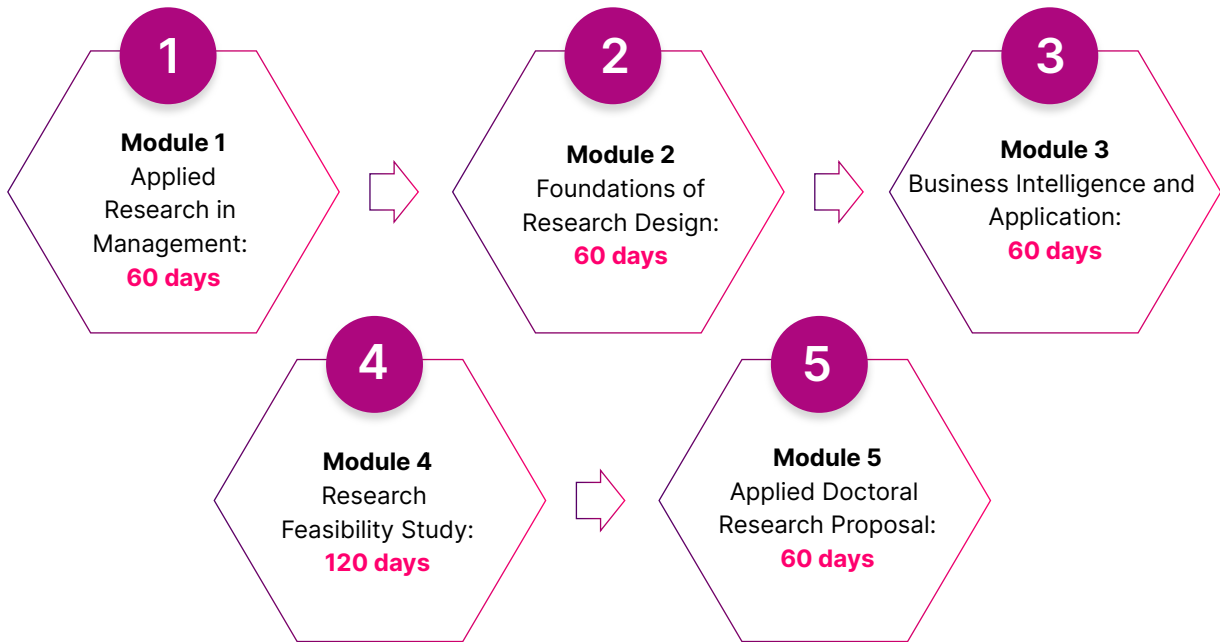 1
Module 1
Applied
Research in
Management:
60 days
2
Module 2
Foundations of
Research Design:
60 days
3
Module 3
Business Intelligence and
Application:
60 days
4
Module 4
Research
Feasibility Study:
120 days
5
Module 5
Applied Doctoral
Research Proposal:
60 days